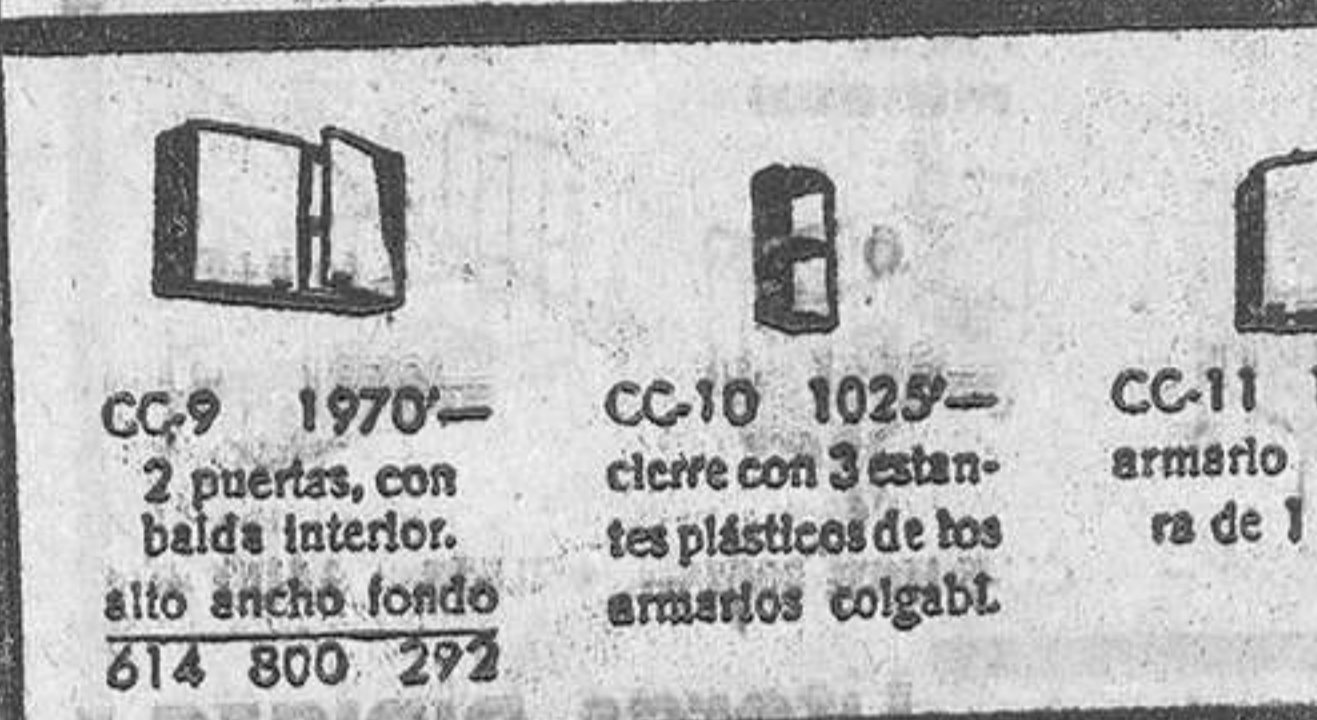 CC-9 1970'—
2 puertas, con
balda interior.
alto ancho fondo
614 800 292
CC-10 1025'—
cierre con 3 estan-
tes plásticos de los
armarios colgabl.
CC-11
armario
ra de 1